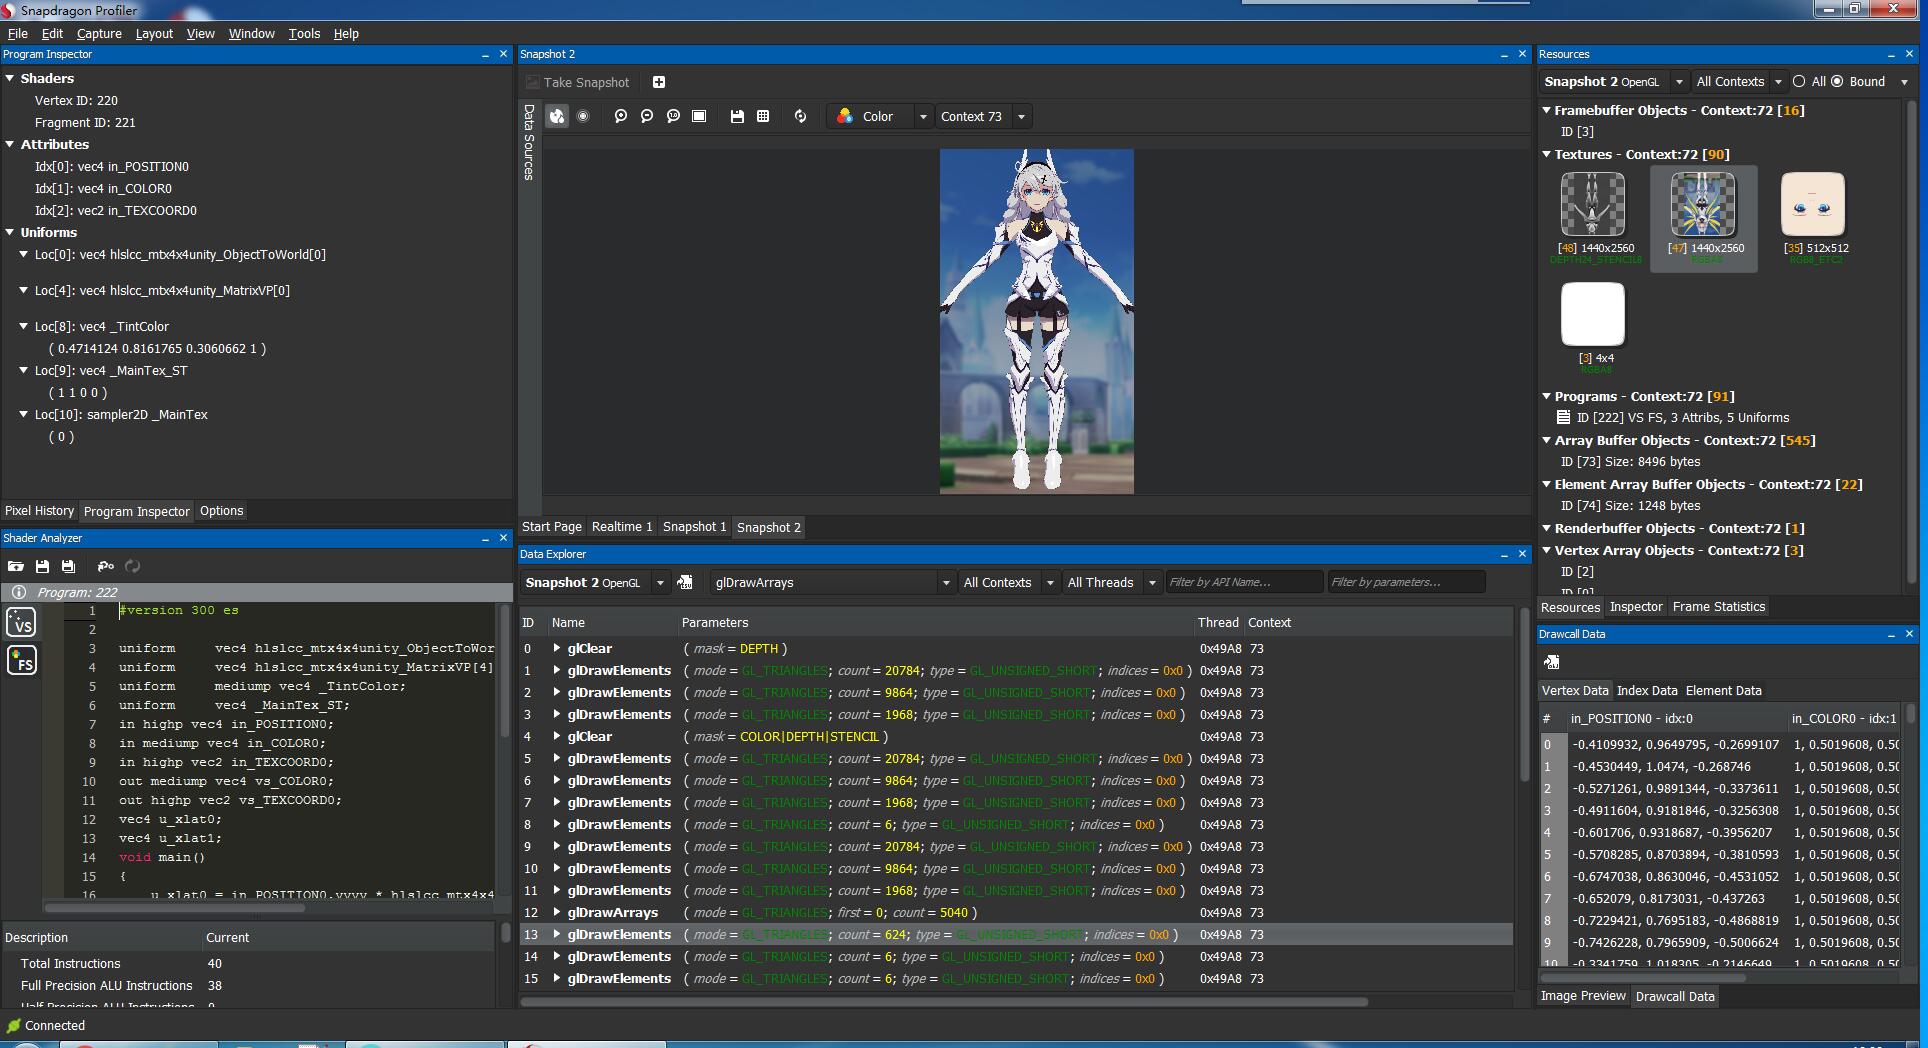 Snapdragon Profiler
File Edit Capture Layout View Window Tools Help
Program Inspector
Shaders
Vertex ID: 220
Fragment ID: 221
Attributes
Idx[0]: vec4 in_POSITION0
Idx[1]: vec4 in_COLOR0
Idx[2]: vec2 in_TEXCOORD0
Uniforms
Loc[0]: vec4 hlslcc_mtx4x4unity_ObjectToWorld[0]
Loc[4]: vec4 hlslcc_mtx4x4unity_MatrixVP[0]
Loc[8]: vec4 _TintColor
( 0.4714124 0.8161765 0.3060662 1 )
Loc[9]: vec4 _MainTex_ST
( 1 1 0 0 )
Loc[10]: sampler2D _MainTex
( 0 )
Pixel History Program Inspector Options
Shader Analyzer
Program: 222
VS
FS
1 #version 300 es
2
3 uniform vec4 hlslcc_mtx4x4unity_ObjectToWor
4 uniform vec4 hlslcc_mtx4x4unity_MatrixVP[4]
5 uniform mediump vec4 _TintColor;
6 uniform vec4 _MainTex_ST;
7 in highp vec4 in_POSITION0;
8 in mediump vec4 in_COLOR0;
9 in highp vec2 in_TEXCOORD0;
10 out mediump vec4 vs_COLOR0;
11 out highp vec2 vs_TEXCOORD0;
12 vec4 u_xlat0;
13 vec4 u_xlat1;
14 void main()
15 {
16 u_xlat0 = in_POSITION0.yyyy * hlslcc_mtx4x4
Description Current
Total Instructions 40
Full Precision ALU Instructions 38
Half Precision ALU Instructions 0
Connected
Snapshot 2
Take Snapshot
Data Sources
Color Context 73
Start Page Realtime 1 Snapshot 1 Snapshot 2
Data Explorer
Snapshot 2 OpenGL glDrawArrays All Contexts All Threads Filter by API Name... Filter by parameters...
ID Name Parameters Thread Context
0 glClear ( mask = DEPTH ) 0x49A8 73
1 glDrawElements ( mode = GL_TRIANGLES; count = 20784; type = GL_UNSIGNED_SHORT; indices = 0x0 ) 0x49A8 73
2 glDrawElements ( mode = GL_TRIANGLES; count = 9864; type = GL_UNSIGNED_SHORT; indices = 0x0 ) 0x49A8 73
3 glDrawElements ( mode = GL_TRIANGLES; count = 1968; type = GL_UNSIGNED_SHORT; indices = 0x0 ) 0x49A8 73
4 glClear ( mask = COLOR|DEPTH|STENCIL ) 0x49A8 73
5 glDrawElements ( mode = GL_TRIANGLES; count = 20784; type = GL_UNSIGNED_SHORT; indices = 0x0 ) 0x49A8 73
6 glDrawElements ( mode = GL_TRIANGLES; count = 9864; type = GL_UNSIGNED_SHORT; indices = 0x0 ) 0x49A8 73
7 glDrawElements ( mode = GL_TRIANGLES; count = 1968; type = GL_UNSIGNED_SHORT; indices = 0x0 ) 0x49A8 73
8 glDrawElements ( mode = GL_TRIANGLES; count = 6; type = GL_UNSIGNED_SHORT; indices = 0x0 ) 0x49A8 73
9 glDrawElements ( mode = GL_TRIANGLES; count = 20784; type = GL_UNSIGNED_SHORT; indices = 0x0 ) 0x49A8 73
10 glDrawElements ( mode = GL_TRIANGLES; count = 9864; type = GL_UNSIGNED_SHORT; indices = 0x0 ) 0x49A8 73
11 glDrawElements ( mode = GL_TRIANGLES; count = 1968; type = GL_UNSIGNED_SHORT; indices = 0x0 ) 0x49A8 73
12 glDrawArrays ( mode = GL_TRIANGLES; first = 0; count = 5040 ) 0x49A8 73
13 glDrawElements ( mode = GL_TRIANGLES; count = 624; type = GL_UNSIGNED_SHORT; indices = 0x0 ) 0x49A8 73
14 glDrawElements ( mode = GL_TRIANGLES; count = 6; type = GL_UNSIGNED_SHORT; indices = 0x0 ) 0x49A8 73
15 glDrawElements ( mode = GL_TRIANGLES; count = 6; type = GL_UNSIGNED_SHORT; indices = 0x0 ) 0x49A8 73
Resources
Snapshot 2 OpenGL All Contexts All Bound
Framebuffer Objects - Context:72 [16]
ID [3]
Textures - Context:72 [90]
[48] 1440x2560 [47] 1440x2560 [35] 512x512
DEPTH24_STENCIL8 RGBA8 RGB8_ETC2
[3] 4x4
RGBA8
Programs - Context:72 [91]
ID [222] VS FS, 3 Attribs, 5 Uniforms
Array Buffer Objects - Context:72 [545]
ID [73] Size: 8496 bytes
Element Array Buffer Objects - Context:72 [22]
ID [74] Size: 1248 bytes
Renderbuffer Objects - Context:72 [1]
Vertex Array Objects - Context:72 [3]
ID [2]
ID [0]
Resources Inspector Frame Statistics
Drawcall Data
Vertex Data Index Data Element Data
# in_POSITION0 - idx:0 in_COLOR0 - idx:1
0 -0.4109932, 0.9649795, -0.2699107 1, 0.5019608, 0.50
1 -0.4530449, 1.0474, -0.268746 1, 0.5019608, 0.50
2 -0.5271261, 0.9891344, -0.3373611 1, 0.5019608, 0.50
3 -0.4911604, 0.9181846, -0.3256308 1, 0.5019608, 0.50
4 -0.601706, 0.9318687, -0.3956207 1, 0.5019608, 0.50
5 -0.5708285, 0.8703894, -0.3810593 1, 0.5019608, 0.50
6 -0.6747038, 0.8630046, -0.4531052 1, 0.5019608, 0.50
7 -0.652079, 0.8173031, -0.437263 1, 0.5019608, 0.50
8 -0.7229421, 0.7695183, -0.4868819 1, 0.5019608, 0.50
9 -0.7426228, 0.7965909, -0.5006624 1, 0.5019608, 0.50
10 -0.3341759, 1.018305, -0.2146649 1, 0.5019608, 0.50
Image Preview Drawcall Data